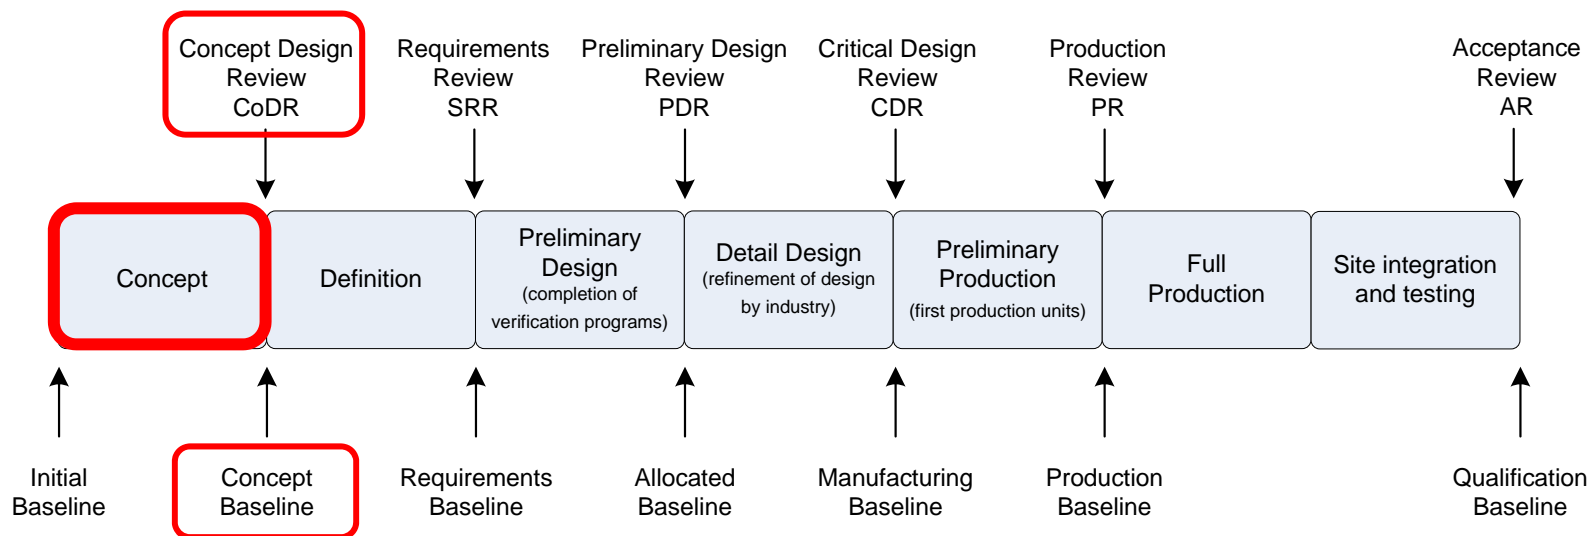 Concept Design
Review
CoDR
Requirements
Review
SRR
Preliminary Design
Review
PDR
Critical Design
Review
CDR
Production
Review
PR
Acceptance
Review
AR
Concept
Definition
Preliminary
Design
(completion of
verification programs)
Detail Design
(refinement of design
by industry)
Preliminary
Production
(first production units)
Full
Production
Site integration
and testing
Initial
Baseline
Concept
Baseline
Requirements
Baseline
Allocated
Baseline
Manufacturing
Baseline
Production
Baseline
Qualification
Baseline